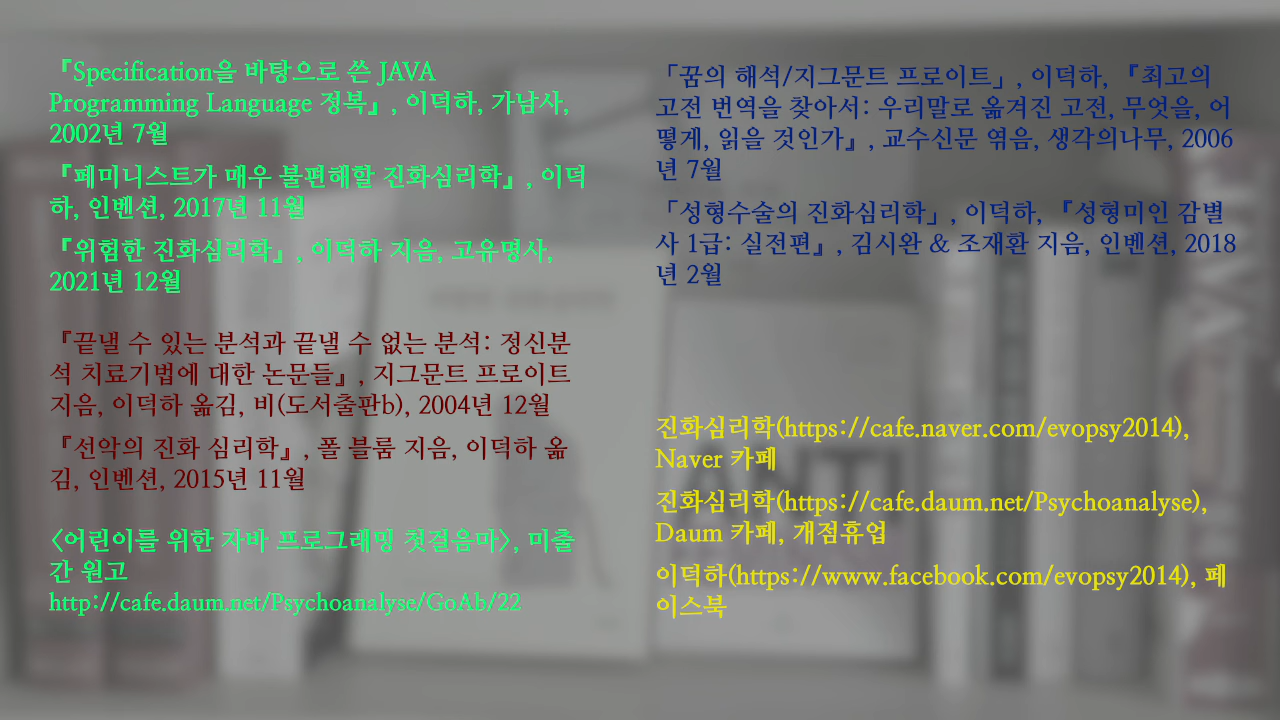 『Specification을 바탕으로 쓴 JAVA
Programming Language 정복』, 이덕하, 가남사,
2002년 7월
『페미니스트가 매우 불편해할 진화심리학』, 이덕
하, 인벤션, 2017년 11월
『위험한 진화심리학』, 이덕하 지음, 고유명사,
2021년 12월
『끝낼 수 있는 분석과 끝낼 수 없는 분석: 정신분
석 치료기법에 대한 논문들』, 지그문트 프로이트
지음, 이덕하 옮김, 비(도서출판b), 2004년 12월
『선악의 진화 심리학』, 폴 블룸 지음, 이덕하 옮
김, 인벤션, 2015년 11월
<어린이를 위한 자바 프로그래밍 첫걸음마>, 미출
간 원고
http://cafe.daum.net/Psychoanalyse/GoAb/22
「꿈의 해석/지그문트 프로이트」, 이덕하, 『최고의
고전 번역을 찾아서: 우리말로 옮겨진 고전, 무엇을, 어
떻게, 읽을 것인가』, 교수신문 엮음, 생각의나무, 2006
년 7월
「성형수술의 진화심리학」, 이덕하, 『성형미인 감별
사 1급: 실전편』, 김시완 & 조재환 지음, 인벤션, 2018
년 2월
진화심리학(https://cafe.naver.com/evopsy2014),
Naver 카페
진화심리학(https://cafe.daum.net/Psychoanalyse),
Daum 카페, 개점휴업
이덕하(https://www.facebook.com/evopsy2014), 페
이스북